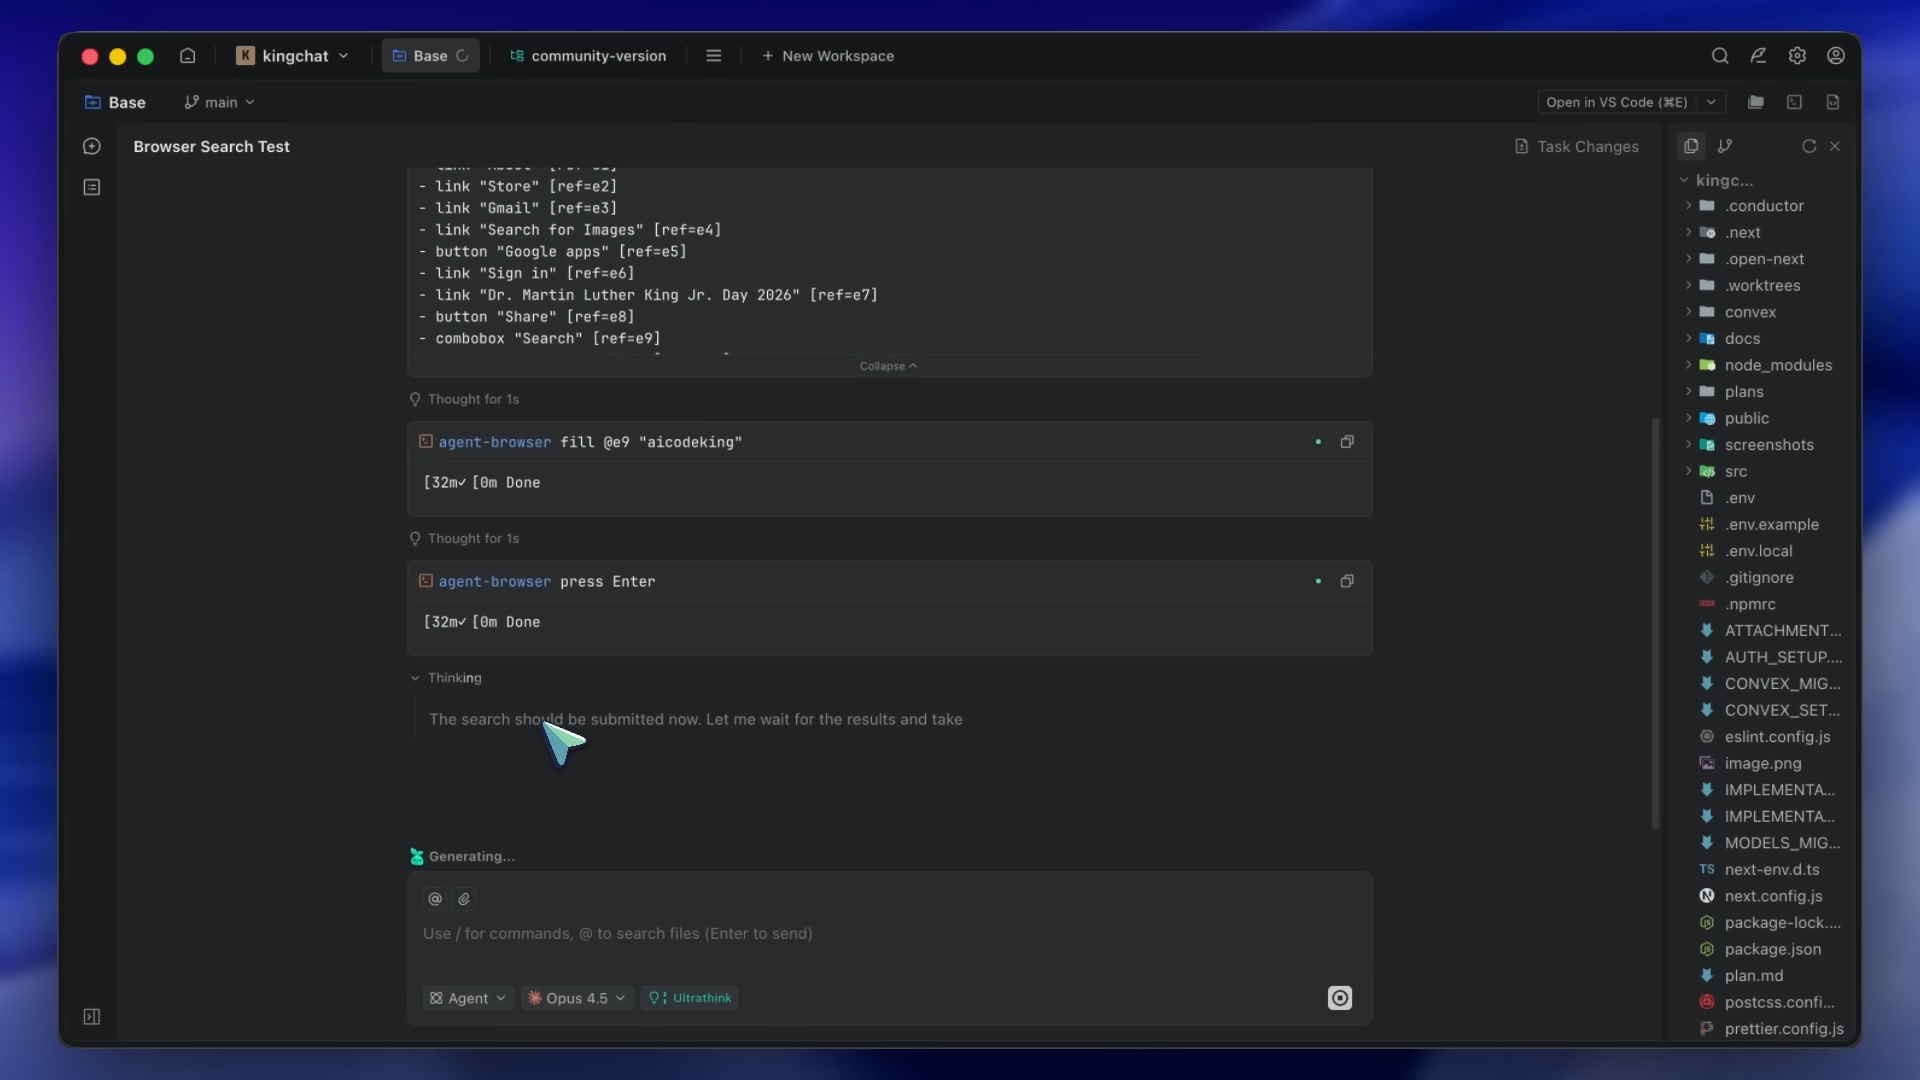 K kingchat
Base
community-version
+ New Workspace
Base
main
Open in VS Code (⌘E)
Browser Search Test
Task Changes
- link "Store" [ref=e2]
- link "Gmail" [ref=e3]
- link "Search for Images" [ref=e4]
- button "Google apps" [ref=e5]
- link "Sign in" [ref=e6]
- link "Dr. Martin Luther King Jr. Day 2026" [ref=e7]
- button "Share" [ref=e8]
- combobox "Search" [ref=e9]
Collapse
Thought for 1s
agent-browser fill @e9 "aicodeking"
[32m✓ [0m Done
Thought for 1s
agent-browser press Enter
[32m✓ [0m Done
Thinking
The search should be submitted now. Let me wait for the results and take
Generating...
@
Use / for commands, @ to search files (Enter to send)
Agent
Opus 4.5
Ultrathink
kingc...
.conductor
.next
.open-next
.worktrees
convex
docs
node_modules
plans
public
screenshots
src
.env
.env.example
.env.local
.gitignore
.npmrc
ATTACHMENT...
AUTH_SETUP....
CONVEX_MIG...
CONVEX_SET...
eslint.config.js
image.png
IMPLEMENTA...
IMPLEMENTA...
MODELS_MIG...
TS next-env.d.ts
next.config.js
package-lock....
package.json
plan.md
postcss.confi...
prettier.config.js